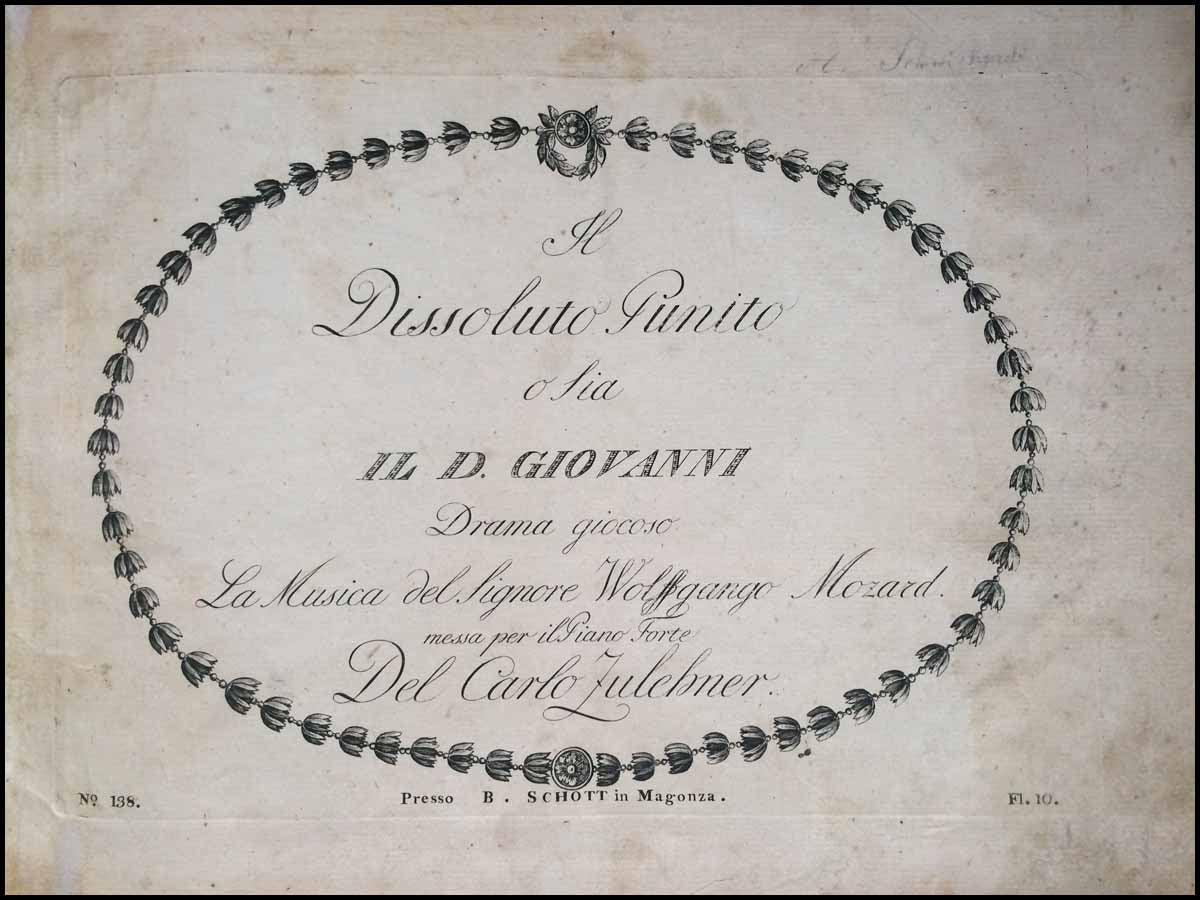 Il
Dissoluto Punito
o sia
IL D. GIOVANNI
Drama giocoso
La Musica del Signore Wolffgango Mozard.
messa per il Piano Forte
Del Carlo Zulehner.
Nº 138.
Presso B. SCHOTT in Magonza.
Fl. 10.